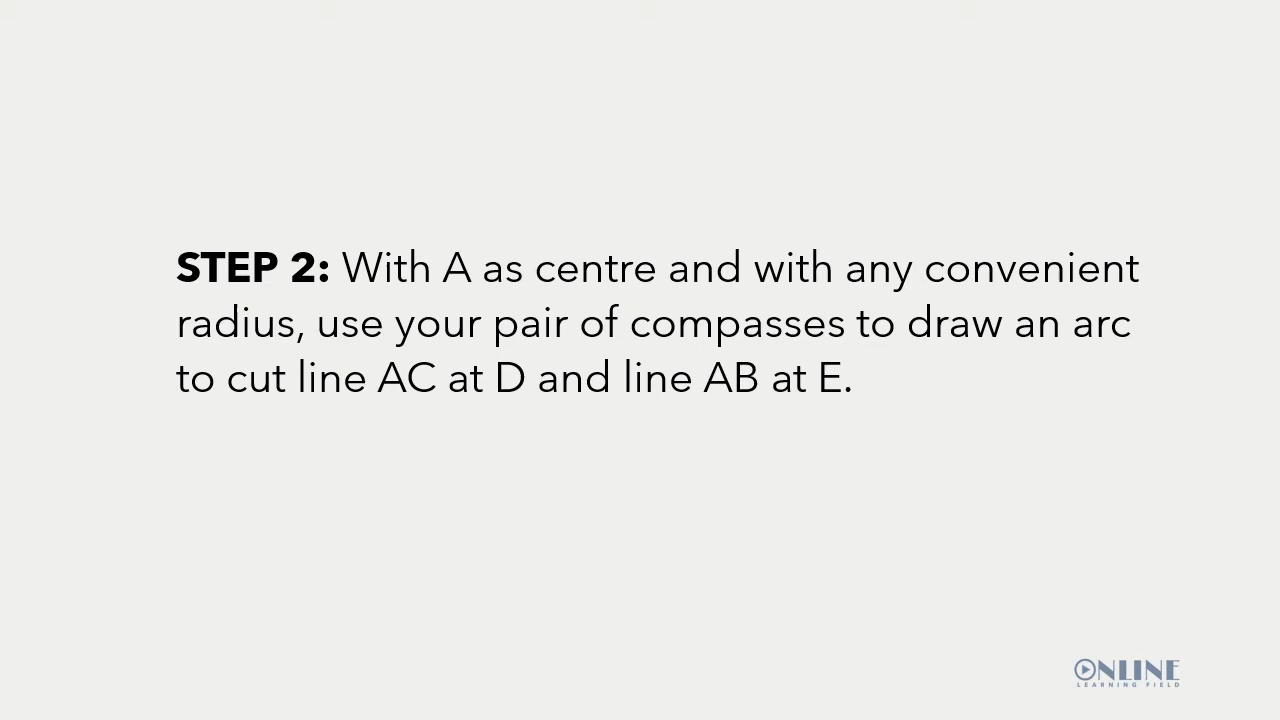 STEP 2: With A as centre and with any convenient
radius, use your pair of compasses to draw an arc
to cut line AC at D and line AB at E.
ONLINE
LEARNING FIELD